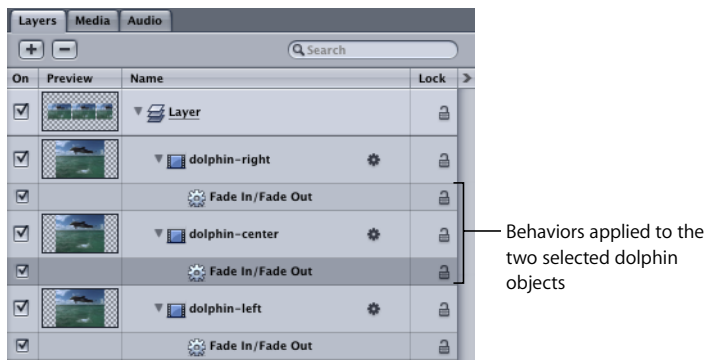 Layers Media Audio
+ - Search
On Preview Name Lock >
Layer
dolphin-right
Fade In/Fade Out
dolphin-center
Fade In/Fade Out
dolphin-left
Fade In/Fade Out
Behaviors applied to the
two selected dolphin
objects